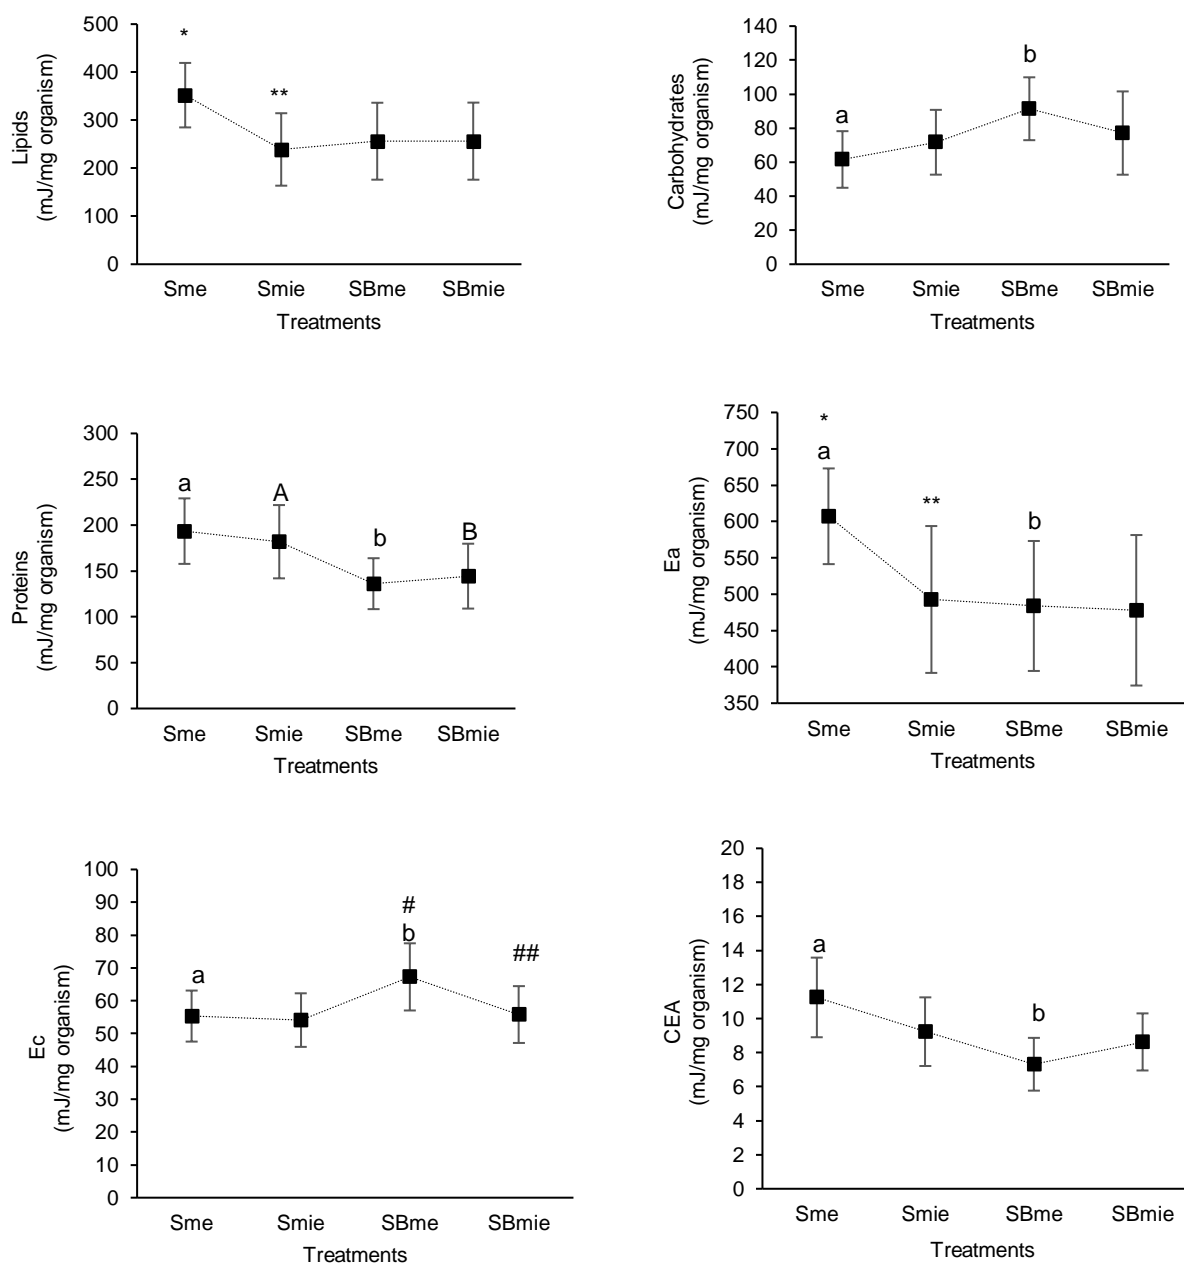 Lipids
(mJ/mg organism)
500
400
300
200
100
0
*
**
Sme Smie SBme SBmie
Treatments
Carbohydrates
(mJ/mg organism)
140
120
100
80
60
40
20
0
a
b
Sme Smie SBme SBmie
Treatments
Proteins
(mJ/mg organism)
300
250
200
150
100
50
0
a
A
b
B
Sme Smie SBme SBmie
Treatments
Ea
(mJ/mg organism)
750
700
650
600
550
500
450
400
350
*
a
**
b
Sme Smie SBme SBmie
Treatments
Ec
(mJ/mg organism)
100
90
80
70
60
50
40
30
20
10
0
a
#
b
##
Sme Smie SBme SBmie
Treatments
CEA
(mJ/mg organism)
20
18
16
14
12
10
8
6
4
2
0
a
b
Sme Smie SBme SBmie
Treatments